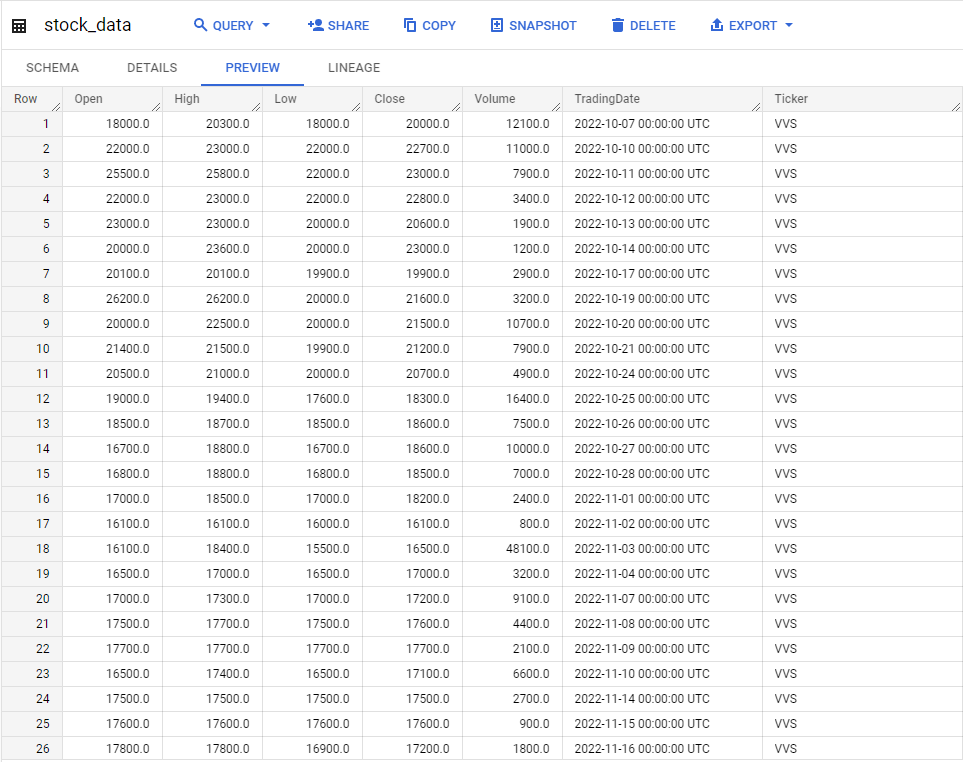 stock_data QUERY SHARE COPY SNAPSHOT DELETE EXPORT
SCHEMA DETAILS PREVIEW LINEAGE
Row Open High Low Close Volume TradingDate Ticker
1 18000.0 20300.0 18000.0 20000.0 12100.0 2022-10-07 00:00:00 UTC VVS
2 22000.0 23000.0 22000.0 22700.0 11000.0 2022-10-10 00:00:00 UTC VVS
3 25500.0 25800.0 22000.0 23000.0 7900.0 2022-10-11 00:00:00 UTC VVS
4 22000.0 23000.0 22000.0 22800.0 3400.0 2022-10-12 00:00:00 UTC VVS
5 23000.0 23000.0 20000.0 20600.0 1900.0 2022-10-13 00:00:00 UTC VVS
6 20000.0 23600.0 20000.0 23000.0 1200.0 2022-10-14 00:00:00 UTC VVS
7 20100.0 20100.0 19900.0 19900.0 2900.0 2022-10-17 00:00:00 UTC VVS
8 26200.0 26200.0 20000.0 21600.0 3200.0 2022-10-19 00:00:00 UTC VVS
9 20000.0 22500.0 20000.0 21500.0 10700.0 2022-10-20 00:00:00 UTC VVS
10 21400.0 21500.0 19900.0 21200.0 7900.0 2022-10-21 00:00:00 UTC VVS
11 20500.0 21000.0 20000.0 20700.0 4900.0 2022-10-24 00:00:00 UTC VVS
12 19000.0 19400.0 17600.0 18300.0 16400.0 2022-10-25 00:00:00 UTC VVS
13 18500.0 18700.0 18500.0 18600.0 7500.0 2022-10-26 00:00:00 UTC VVS
14 16700.0 18800.0 16700.0 18600.0 10000.0 2022-10-27 00:00:00 UTC VVS
15 16800.0 18800.0 16800.0 18500.0 7000.0 2022-10-28 00:00:00 UTC VVS
16 17000.0 18500.0 17000.0 18200.0 2400.0 2022-11-01 00:00:00 UTC VVS
17 16100.0 16100.0 16000.0 16100.0 800.0 2022-11-02 00:00:00 UTC VVS
18 16100.0 18400.0 15500.0 16500.0 48100.0 2022-11-03 00:00:00 UTC VVS
19 16500.0 17000.0 16500.0 17000.0 3200.0 2022-11-04 00:00:00 UTC VVS
20 17000.0 17300.0 17000.0 17200.0 9100.0 2022-11-07 00:00:00 UTC VVS
21 17500.0 17700.0 17500.0 17600.0 4400.0 2022-11-08 00:00:00 UTC VVS
22 17700.0 17700.0 17700.0 17700.0 2100.0 2022-11-09 00:00:00 UTC VVS
23 16500.0 17400.0 16500.0 17100.0 6600.0 2022-11-10 00:00:00 UTC VVS
24 17500.0 17500.0 17500.0 17500.0 2700.0 2022-11-14 00:00:00 UTC VVS
25 17600.0 17600.0 17600.0 17600.0 900.0 2022-11-15 00:00:00 UTC VVS
26 17800.0 17800.0 16900.0 17200.0 1800.0 2022-11-16 00:00:00 UTC VVS